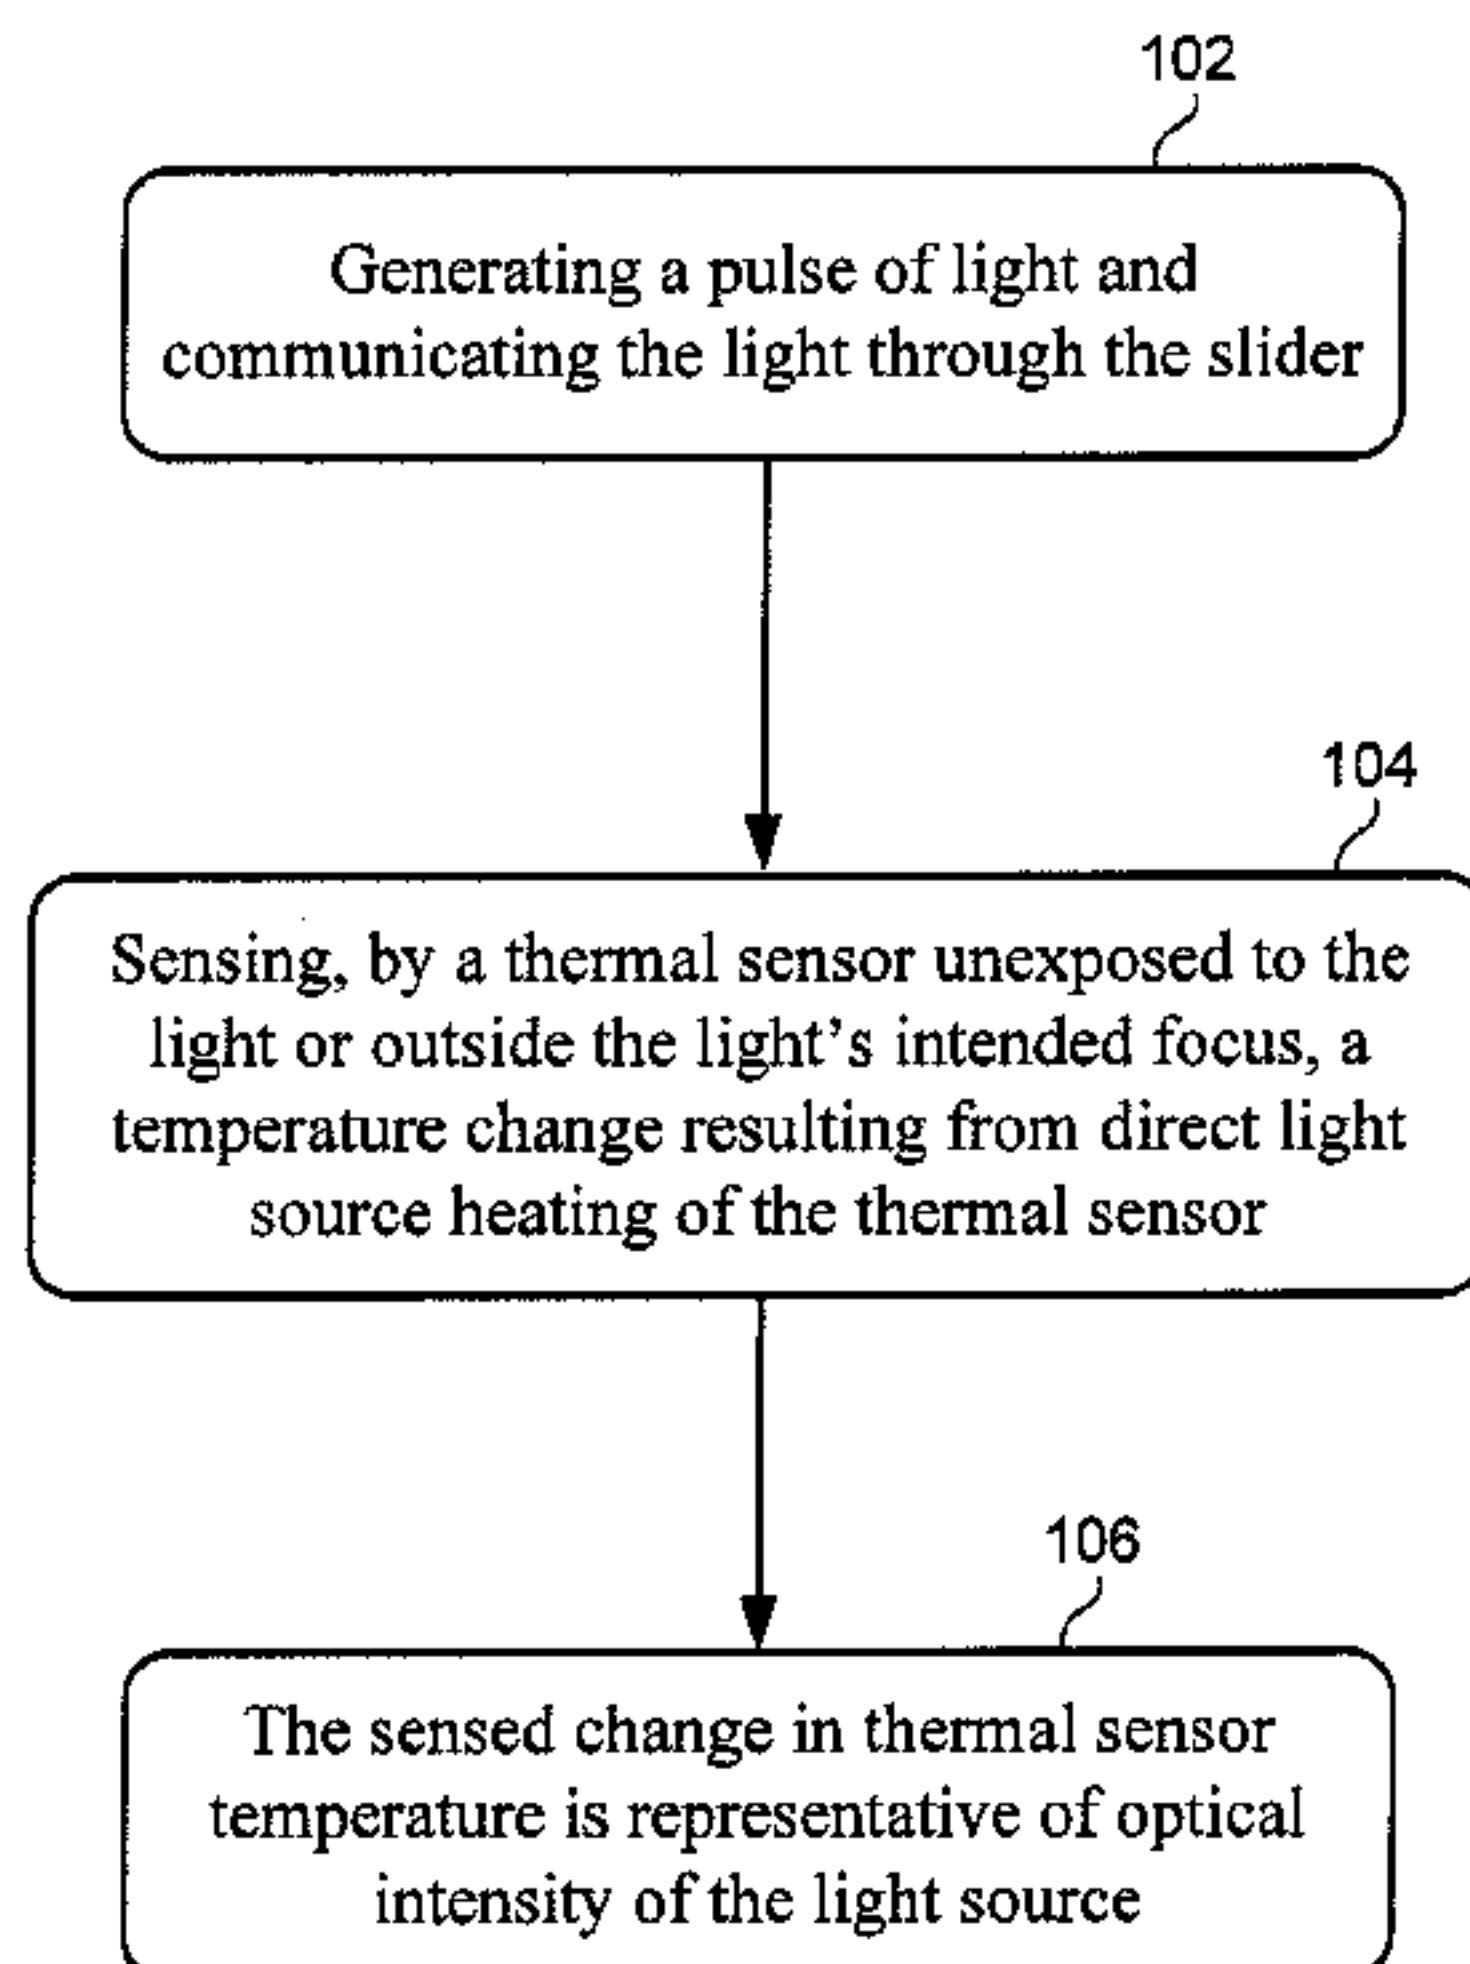 102
Generating a pulse of light and
communicating the light through the slider
104
Sensing, by a thermal sensor unexposed to the
light or outside the light’s intended focus, a
temperature change resulting from direct light
source heating of the thermal sensor
106
The sensed change in thermal sensor
temperature is representative of optical
intensity of the light source